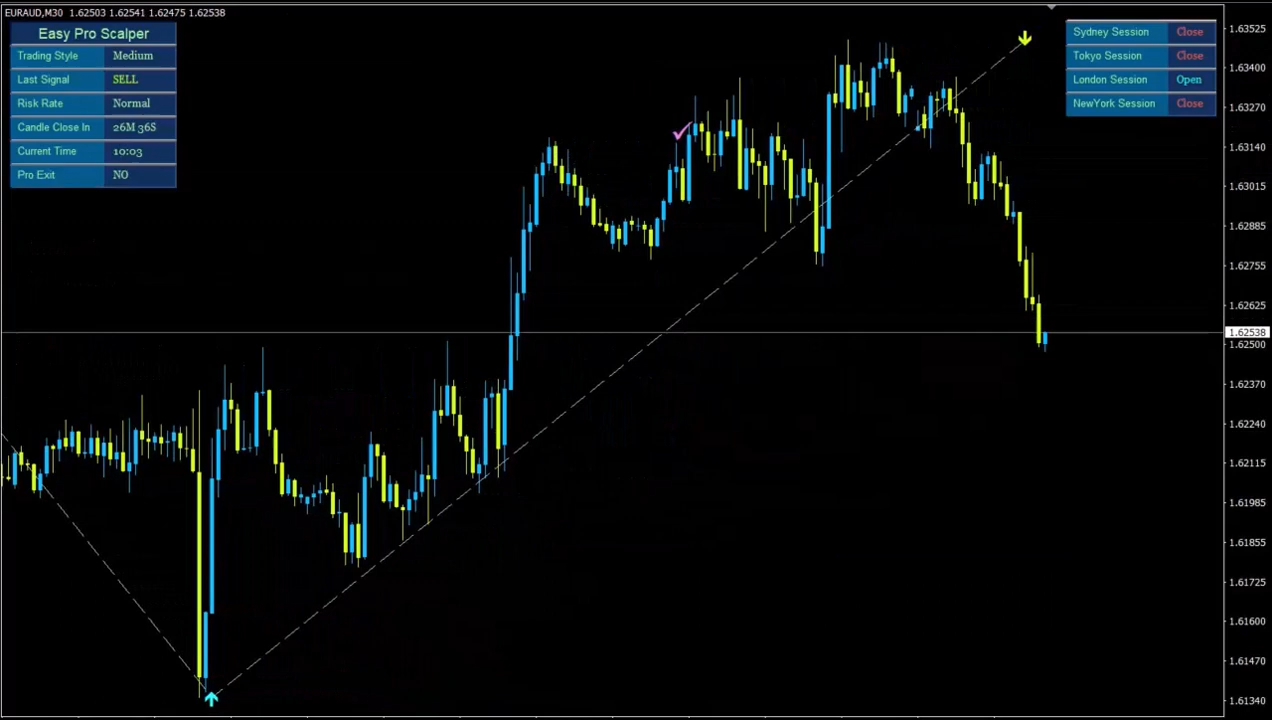 EURAUD,M30 1.62503 1.62541 1.62475 1.62538
Easy Pro Scalper
Trading Style Medium
Last Signal SELL
Risk Rate Normal
Candle Close In 26M 36S
Current Time 10:03
Pro Exit NO
Sydney Session Close
Tokyo Session Close
London Session Open
NewYork Session Close
1.63525
1.63400
1.63270
1.63140
1.63015
1.62885
1.62755
1.62625
1.62538
1.62500
1.62370
1.62240
1.62115
1.61985
1.61855
1.61725
1.61600
1.61470
1.61340